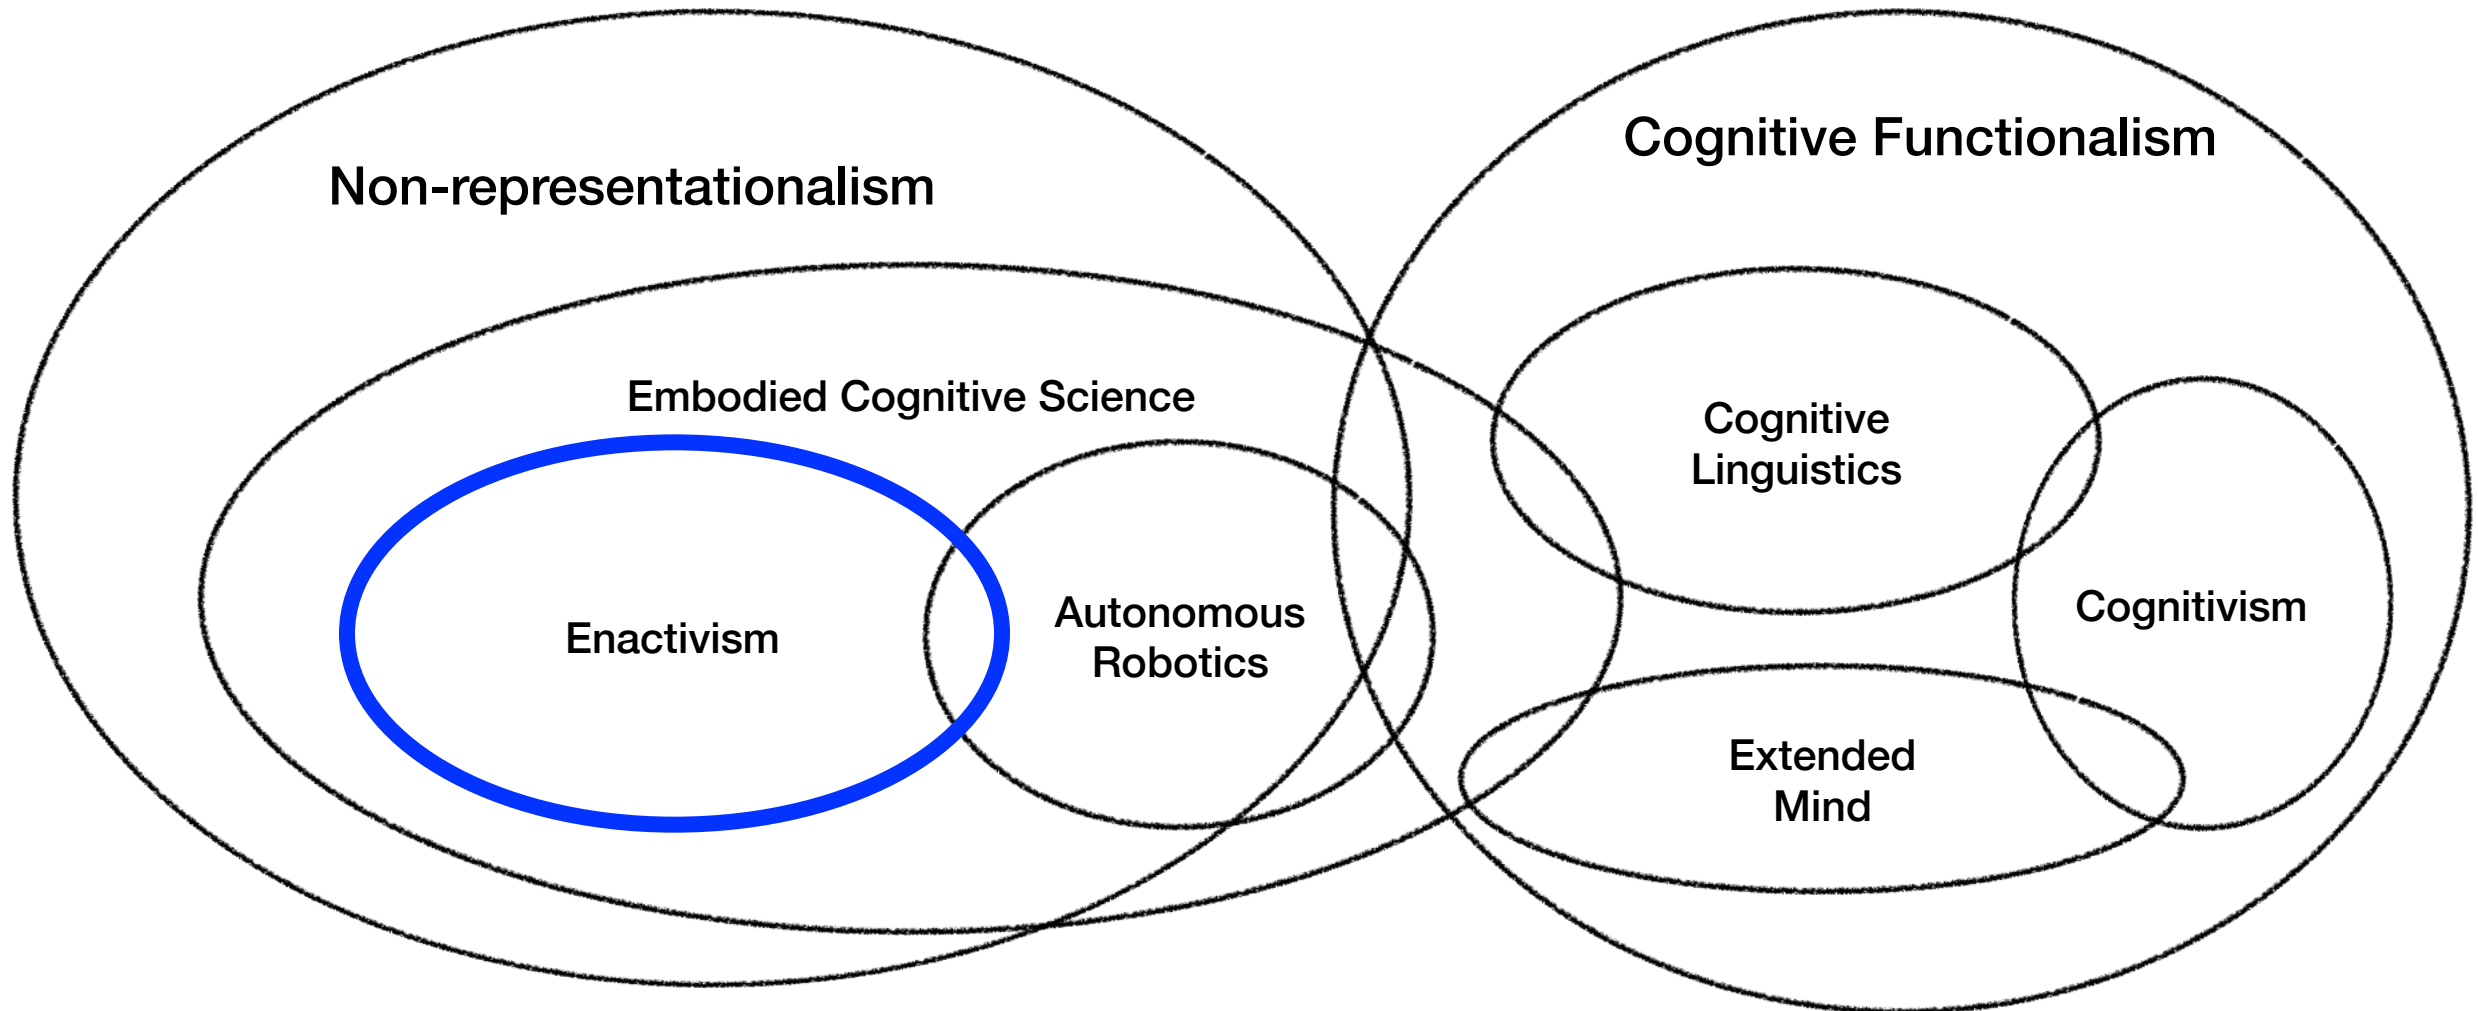 Non-representationalism
Cognitive Functionalism
Embodied Cognitive Science
Enactivism
Autonomous
Robotics
Cognitive
Linguistics
Cognitivism
Extended
Mind